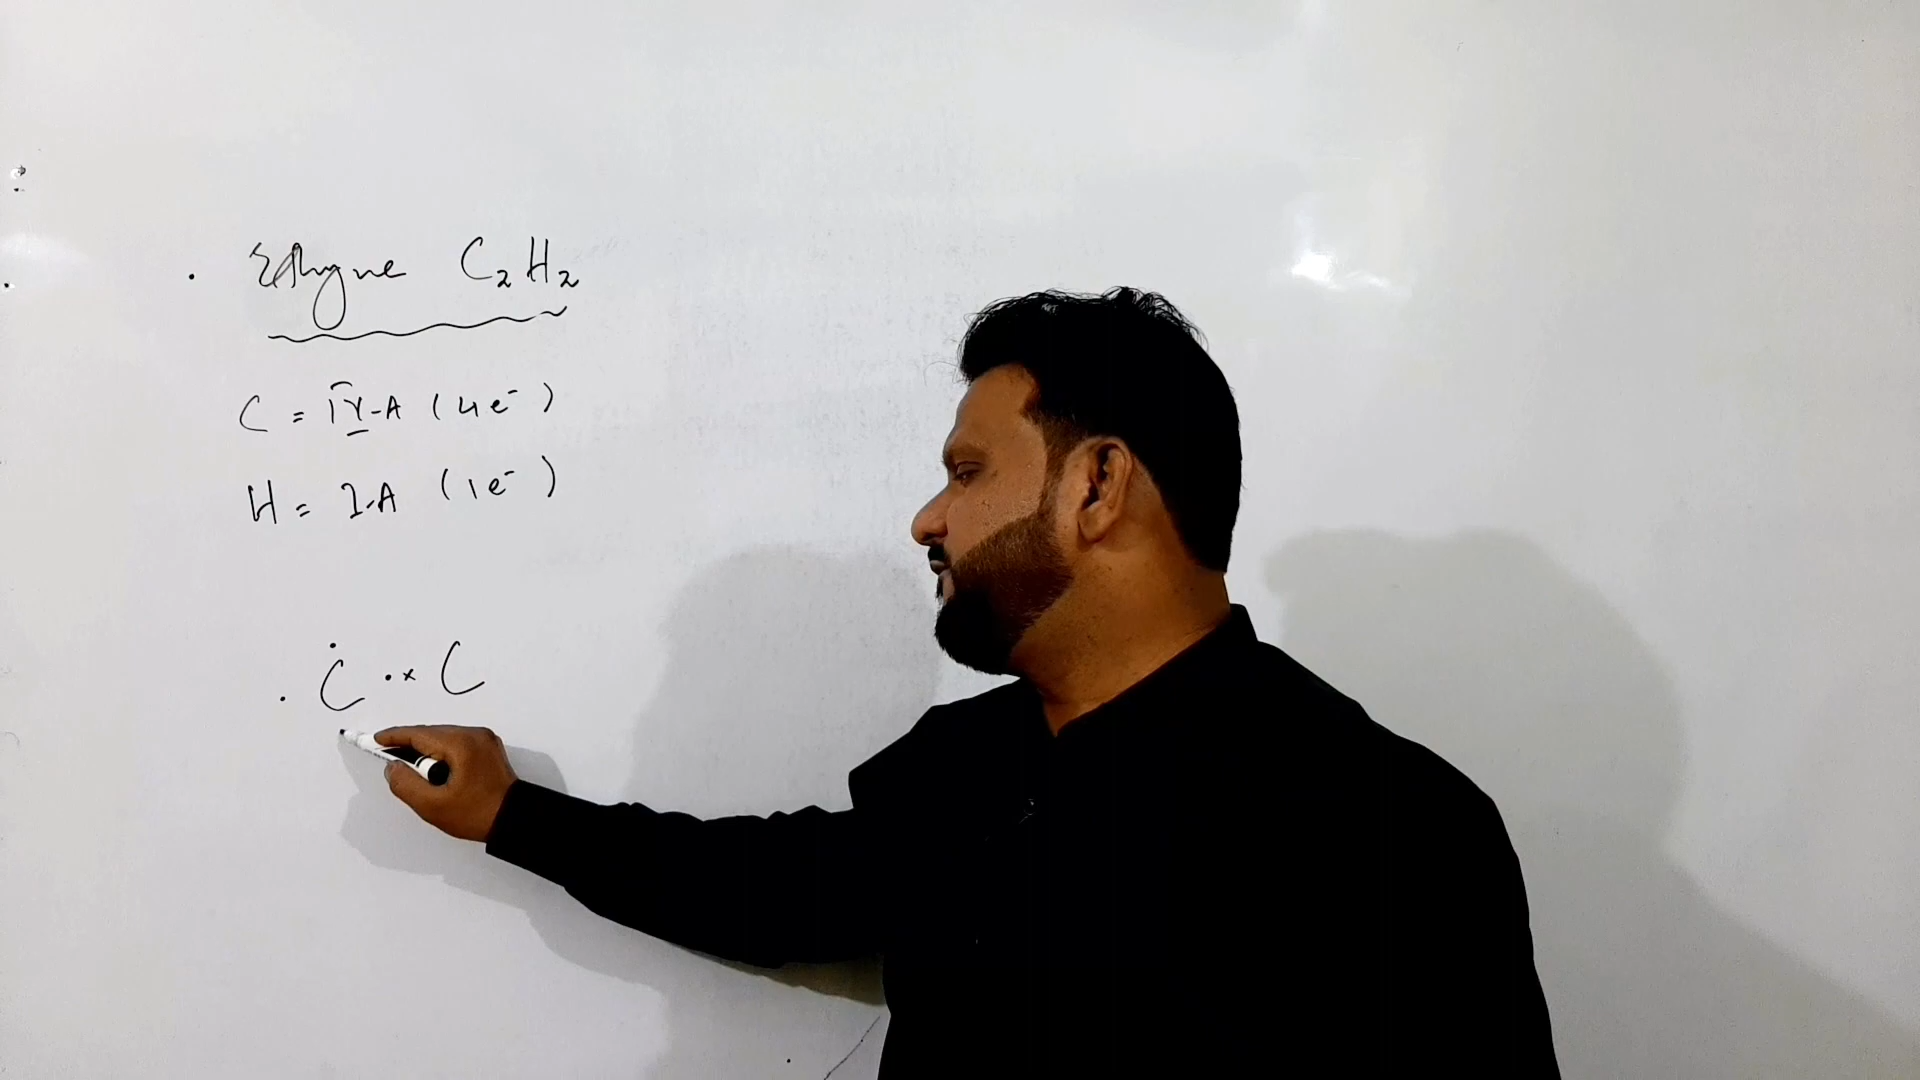 Ethyne C₂H₂
C = IV-A (4e⁻)
H = I-A (1e⁻)
. Ċ .x C